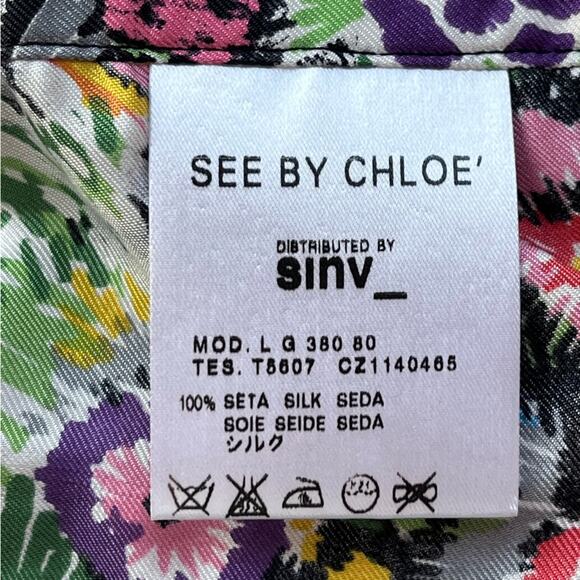 SEE BY CHLOE'
DISTRIBUTED BY
sinv_
MOD. L G 380 80
TES. T8607 CZ1140465
100% SETA SILK SEDA
SOIE SEIDE SEDA
シルク